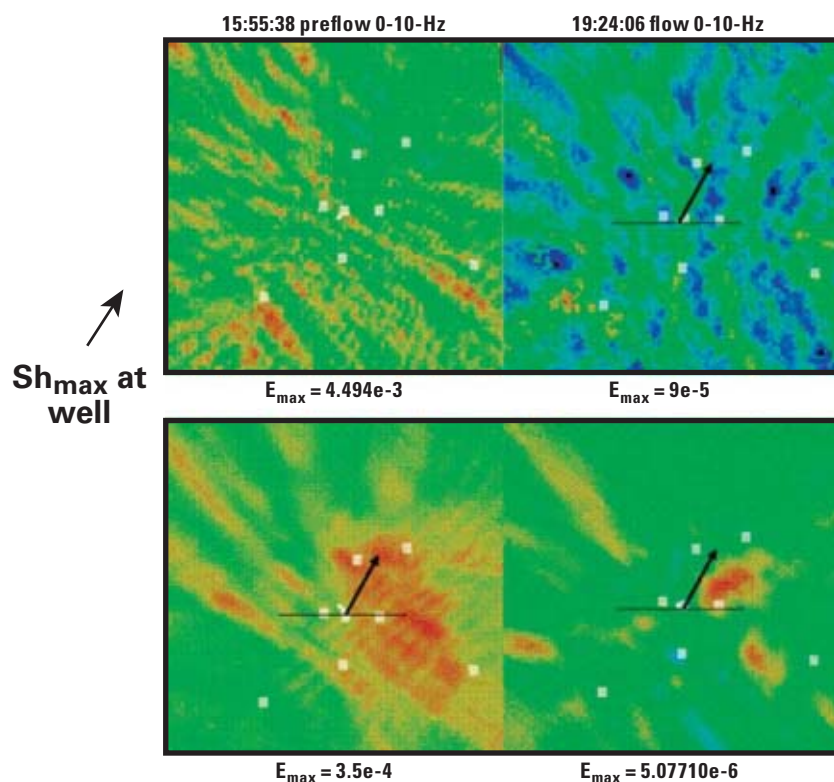 15:55:38 preflow 0-10-Hz
19:24:06 flow 0-10-Hz
Shmax at
well
Emax = 4.494e-3
Emax = 9e-5
Emax = 3.5e-4
Emax = 5.07710e-6